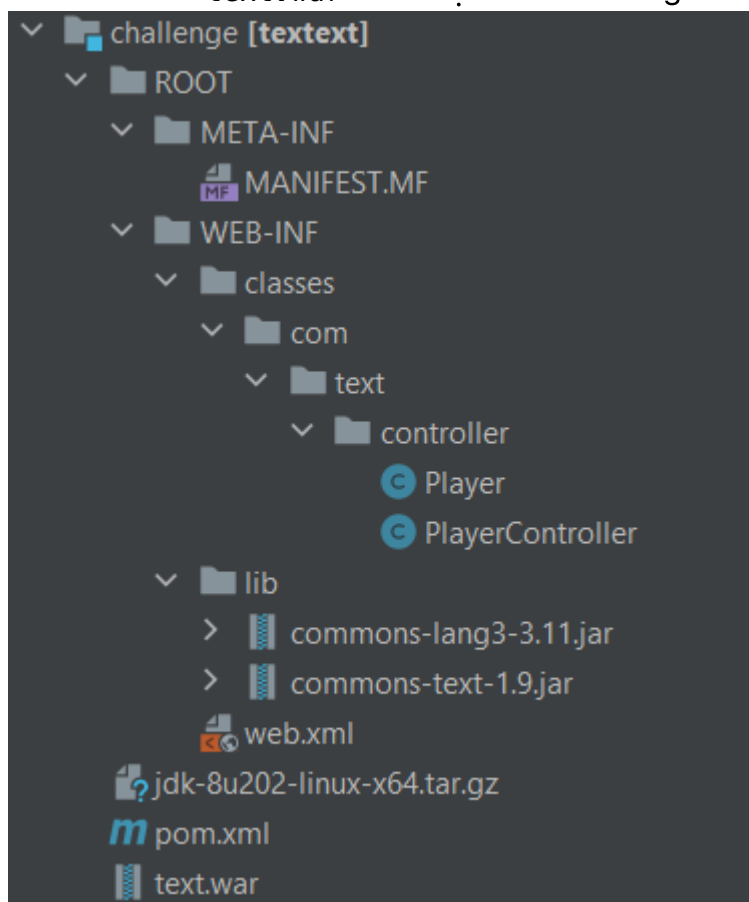 challenge [textext]
ROOT
META-INF
MF MANIFEST.MF
WEB-INF
classes
com
text
controller
C Player
C PlayerController
lib
commons-lang3-3.11.jar
commons-text-1.9.jar
web.xml
jdk-8u202-linux-x64.tar.gz
m pom.xml
text.war